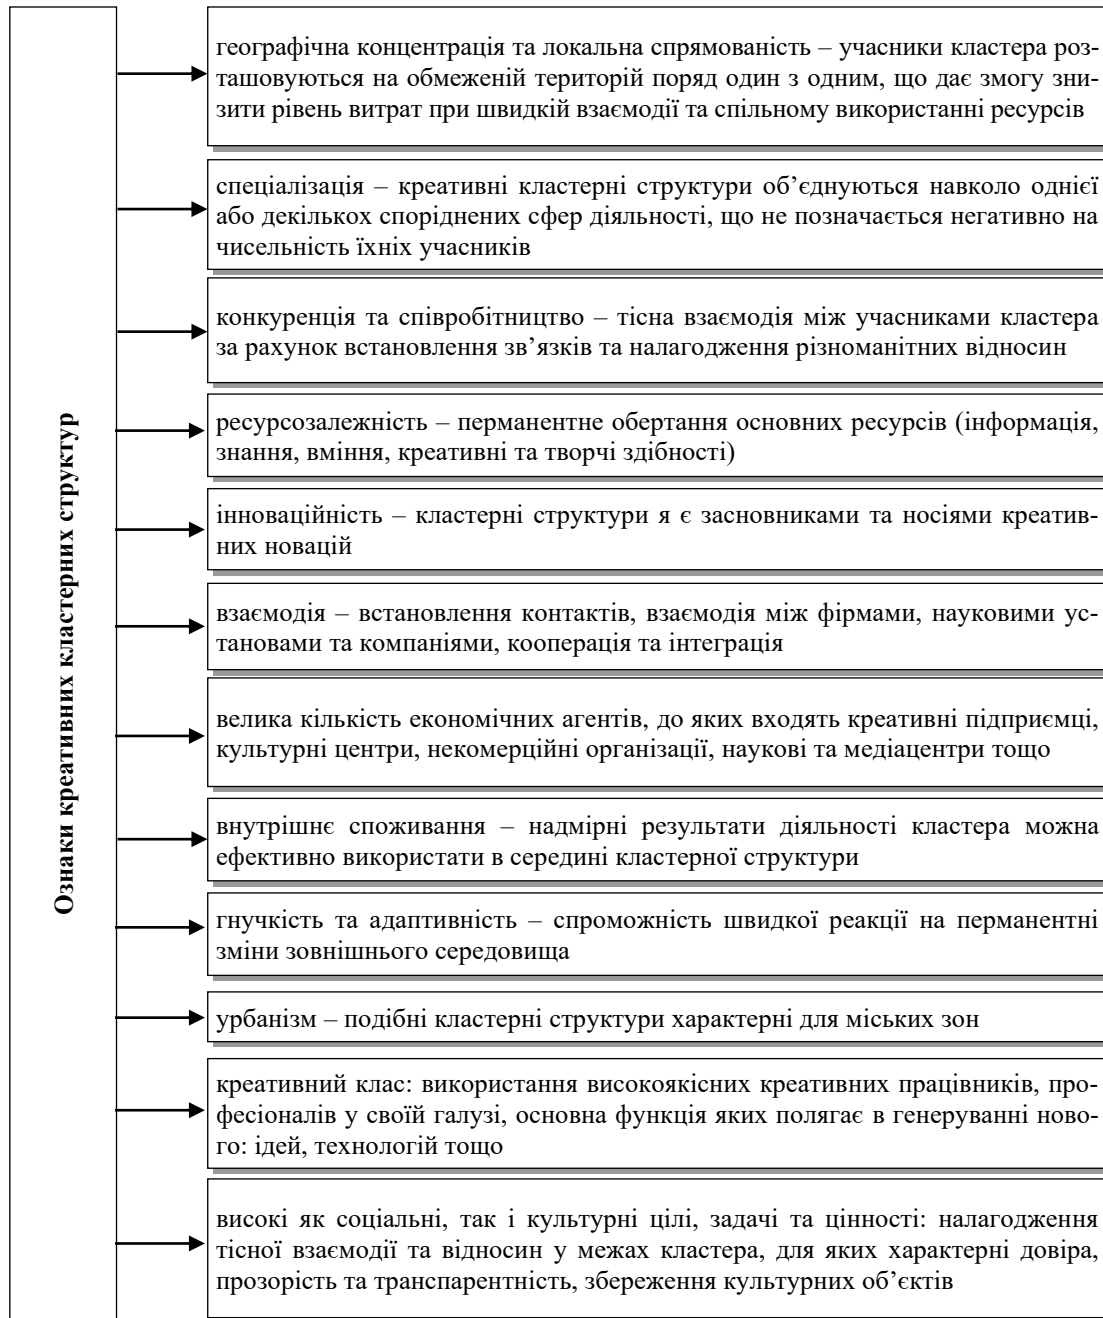 Ознаки креативних кластерних структур
географічна концентрація та локальна спрямованість – учасники кластера роз-
ташовуються на обмеженій територій поряд один з одним, що дає змогу зни-
зити рівень витрат при швидкій взаємодії та спільному використанні ресурсів
спеціалізація – креативні кластерні структури об’єднуються навколо однієї
або декількох споріднених сфер діяльності, що не позначається негативно на
чисельність їхніх учасників
конкуренція та співробітництво – тісна взаємодія між учасниками кластера
за рахунок встановлення зв’язків та налагодження різноманітних відносин
ресурсозалежність – перманентне обертання основних ресурсів (інформація,
знання, вміння, креативні та творчі здібності)
інноваційність – кластерні структури я є засновниками та носіями креатив-
них новацій
взаємодія – встановлення контактів, взаємодія між фірмами, науковими ус-
тановами та компаніями, кооперація та інтеграція
велика кількість економічних агентів, до яких входять креативні підприємці,
культурні центри, некомерційні організації, наукові та медіацентри тощо
внутрішнє споживання – надмірні результати діяльності кластера можна
ефективно використати в середині кластерної структури
гнучкість та адаптивність – спроможність швидкої реакції на перманентні
зміни зовнішнього середовища
урбанізм – подібні кластерні структури характерні для міських зон
креативний клас: використання високоякісних креативних працівників, про-
фесіоналів у своїй галузі, основна функція яких полягає в генеруванні ново-
го: ідей, технологій тощо
високі як соціальні, так і культурні цілі, задачі та цінності: налагодження
тісної взаємодії та відносин у межах кластера, для яких характерні довіра,
прозорість та транспарентність, збереження культурних об’єктів